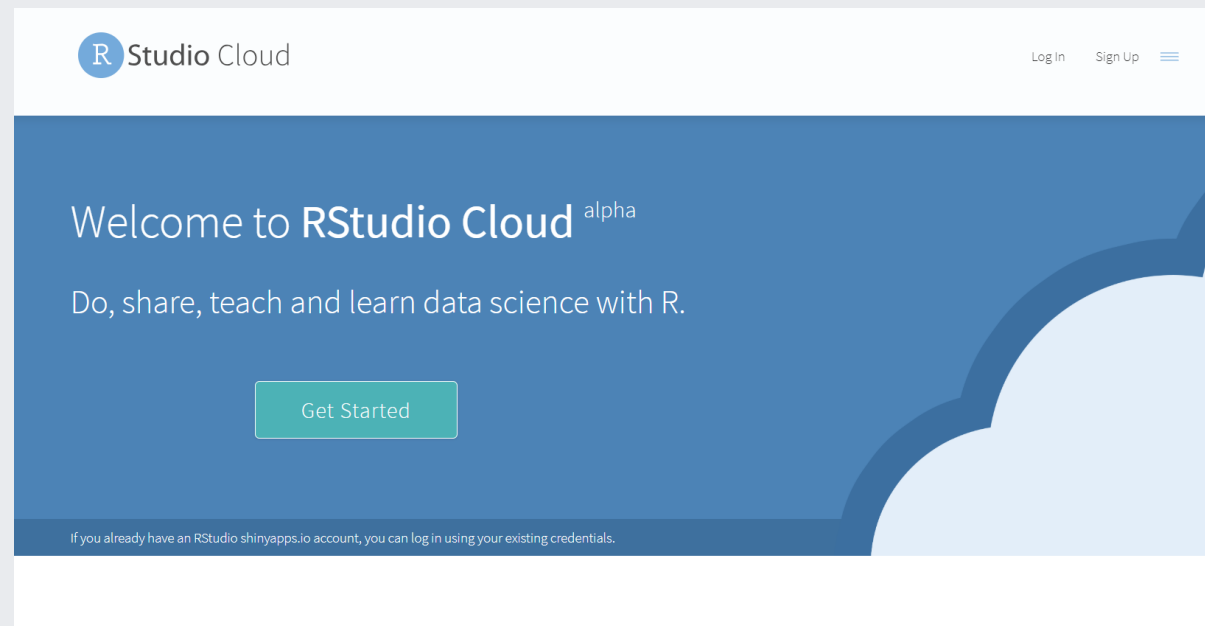 RStudio Cloud
Log In Sign Up
Welcome to RStudio Cloud alpha
Do, share, teach and learn data science with R.
Get Started
If you already have an RStudio shinyapps.io account, you can log in using your existing credentials.